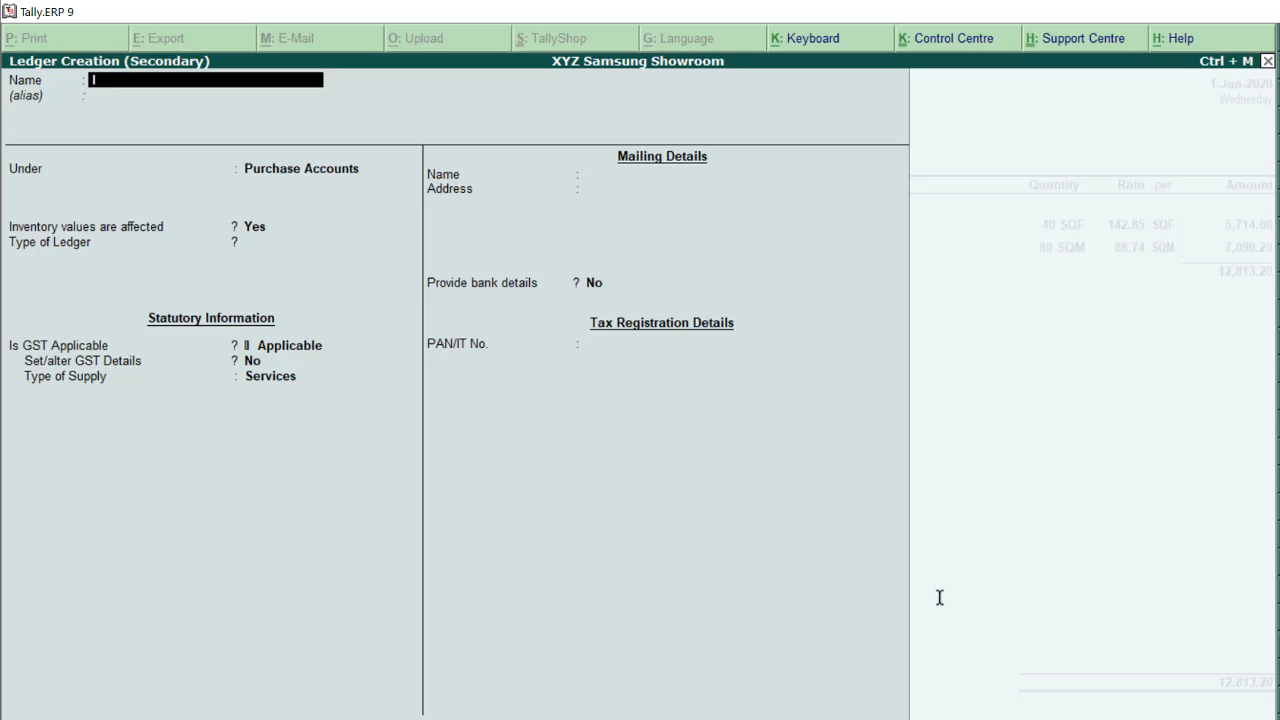 Tally.ERP 9
P: Print E: Export M: E-Mail O: Upload S: TallyShop G: Language K: Keyboard K: Control Centre H: Support Centre H: Help
Ledger Creation (Secondary) XYZ Samsung Showroom Ctrl + M
Name :
(alias) :
1-Jan-2020
Wednesday
Mailing Details
Under : Purchase Accounts
Name :
Address :
Quantity Rate per Amount
Inventory values are affected ? Yes
Type of Ledger ?
40 SQF 142.85 SQF 5,714.00
80 SQM 88.74 SQM 7,099.20
12,813.20
Provide bank details ? No
Statutory Information
Tax Registration Details
Is GST Applicable ? Applicable
Set/alter GST Details ? No
Type of Supply : Services
PAN/IT No. :
12,813.20